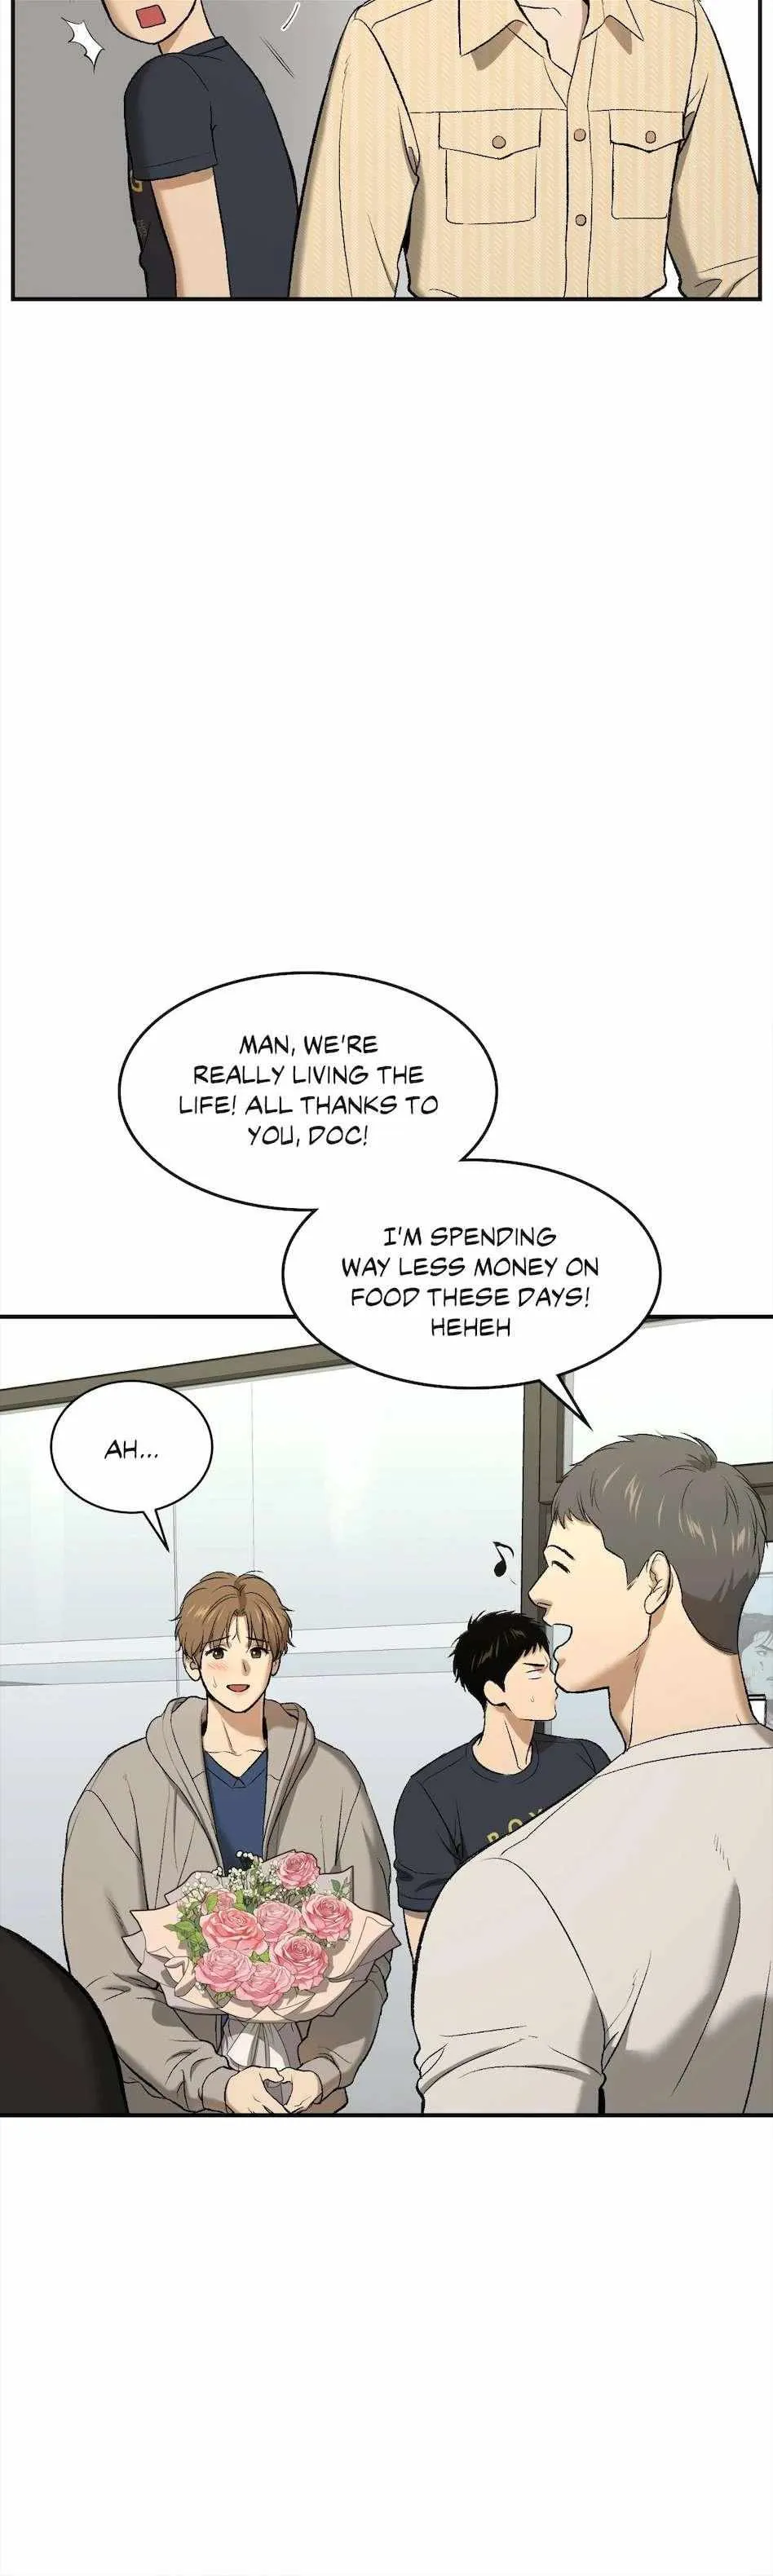 MAN, WE'RE
REALLY LIVING THE
LIFE! ALL THANKS TO
YOU, DOC!
I'M SPENDING
WAY LESS MONEY ON
FOOD THESE DAYS!
HEHEH
AH...
BOX